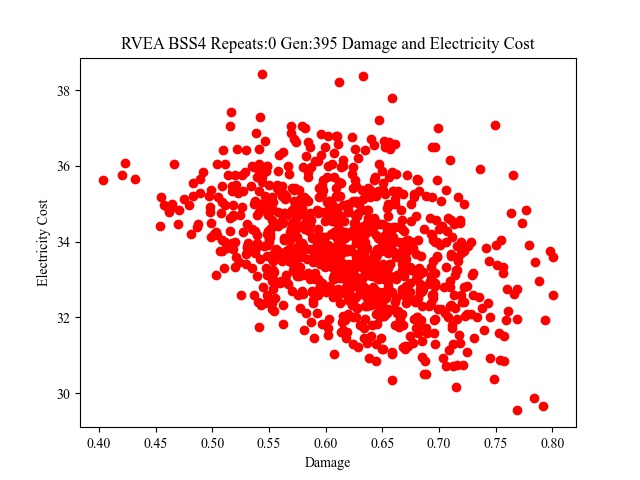 RVEA BSS4 Repeats:0 Gen:395 Damage and Electricity Cost
38
36
34
32
30
Electricity Cost
0.40 0.45 0.50 0.55 0.60 0.65 0.70 0.75 0.80
Damage